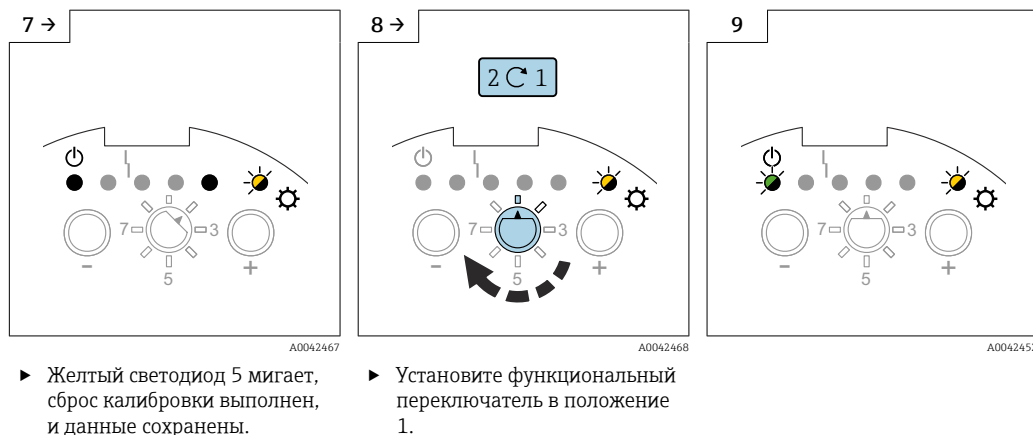 7 →
7
3
5
–
+
A0042467
► Желтый светодиод 5 мигает,
сброс калибровки выполнен,
и данные сохранены.
8 →
2 1
7
3
5
–
+
A0042468
► Установите функциональный
переключатель в положение
1.
9
7
3
5
–
+